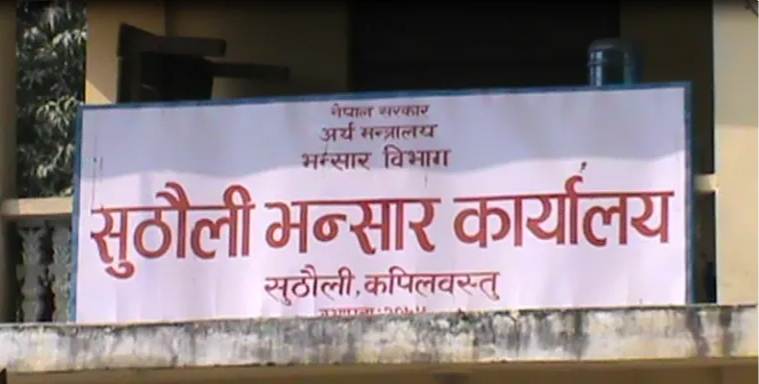 नेपाल सरकार
अर्थ मन्त्रालय
भन्सार विभाग
सुठौली भन्सार कार्यालय
सुठौली, कपिलवस्तु